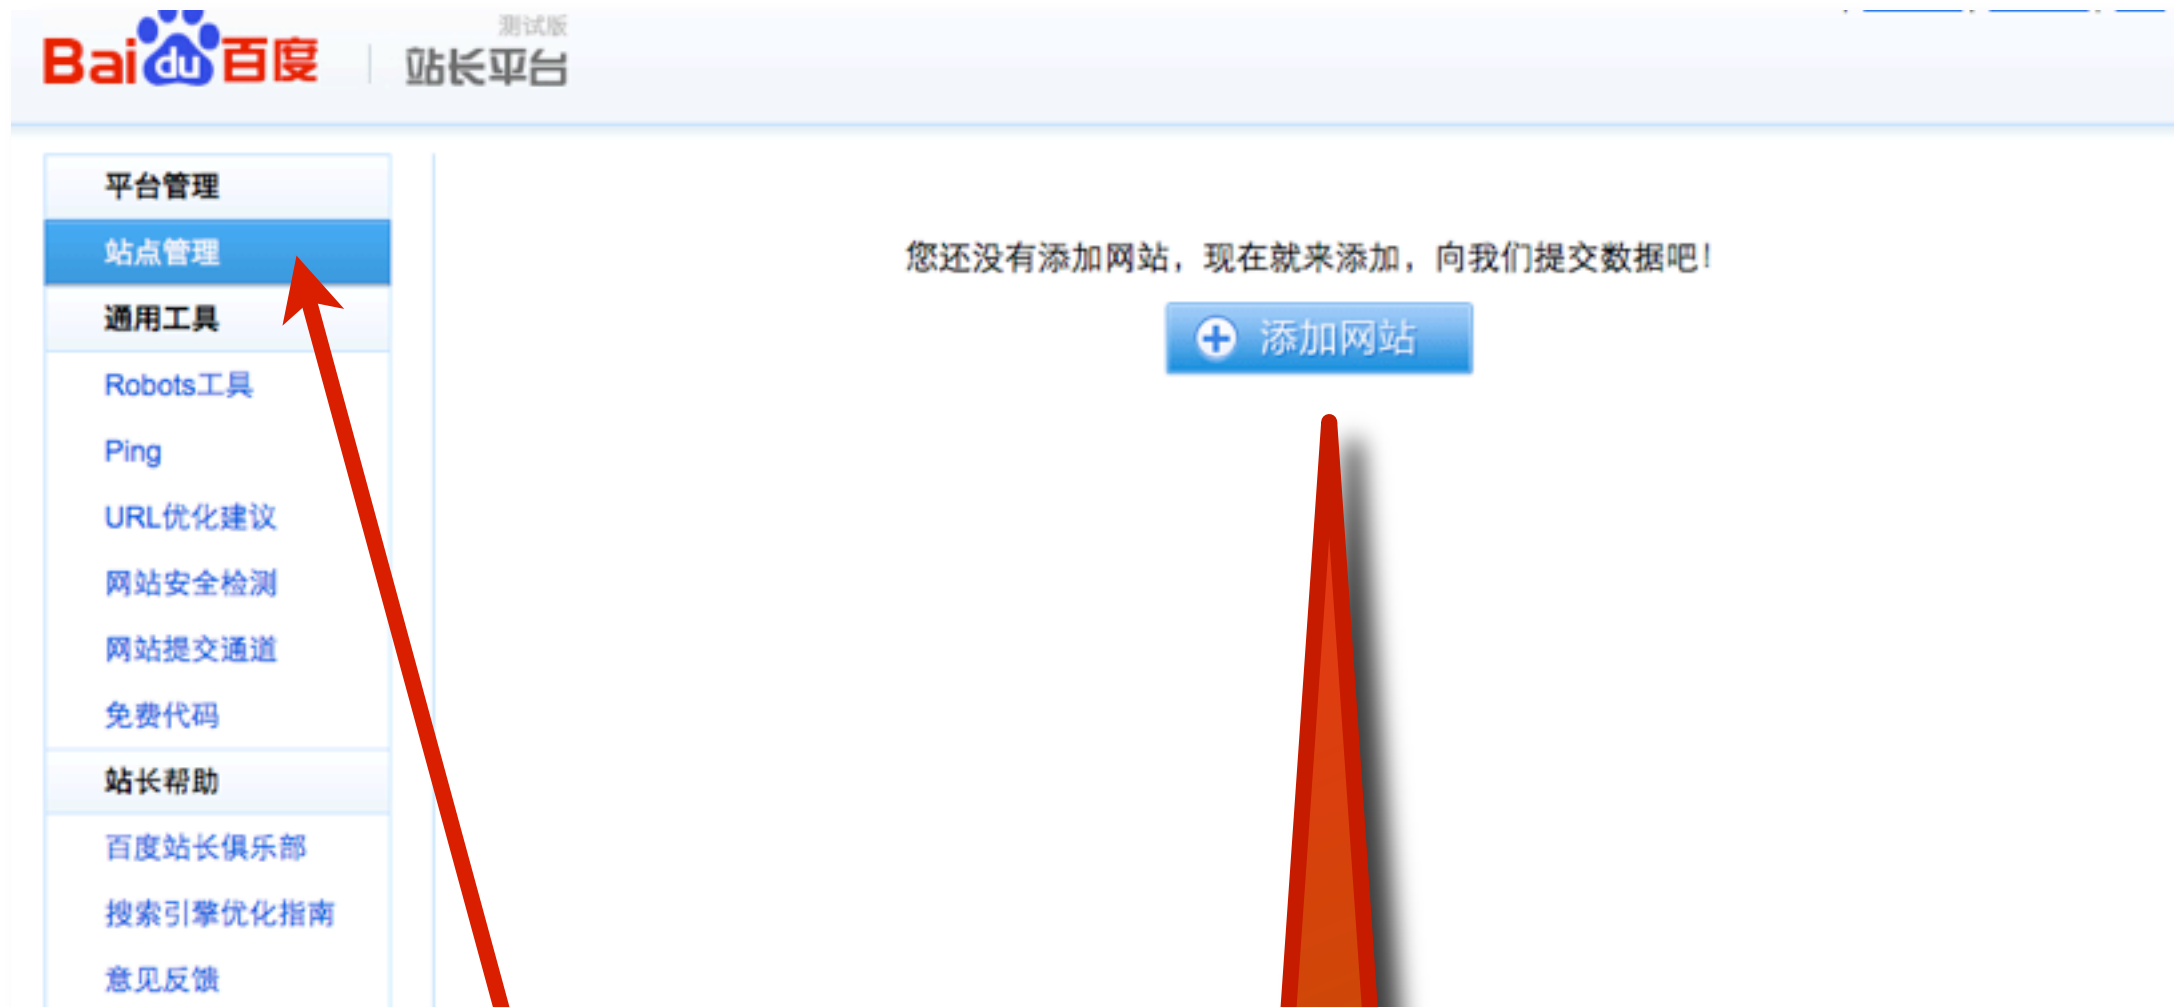 Bai du 百度
测试版
站长平台
平台管理
站点管理
通用工具
Robots工具
Ping
URL优化建议
网站安全检测
网站提交通道
免费代码
站长帮助
百度站长俱乐部
搜索引擎优化指南
意见反馈
您还没有添加网站，现在就来添加，向我们提交数据吧！
添加网站